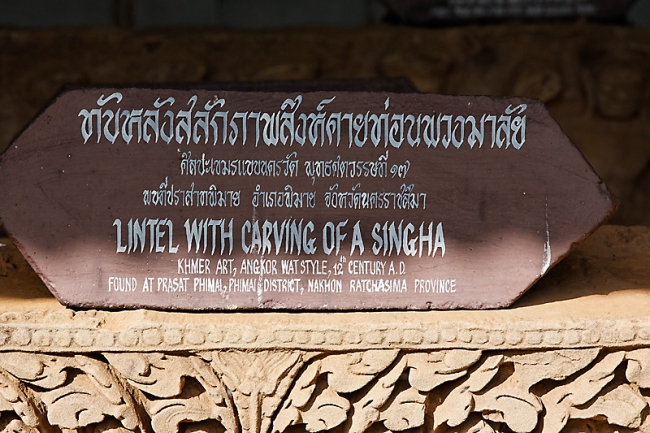 ทับหลังสลักภาพสิงห์คายท่อนพวงมาลัย
ศิลปะเขมรแบบนครวัด พุทธศตวรรษที่ ๑๗
พบที่ปราสาทพิมาย อำเภอพิมาย จังหวัดนครราชสีมา
LINTEL WITH CARVING OF A SINGHA
KHMER ART, ANGKOR WAT STYLE, 12th CENTURY A.D.
FOUND AT PRASAT PHIMAI, PHIMAI DISTRICT, NAKHON RATCHASIMA PROVINCE